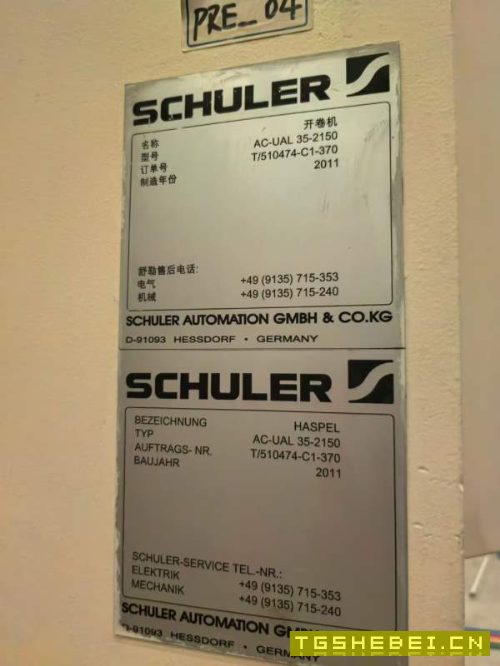 PRE_04
SCHULER
名称 开卷机
型号 AC-UAL 35-2150
订单号 T/510474-C1-370
制造年份 2011
舒勒售后电话:
电气 +49 (9135) 715-353
机械 +49 (9135) 715-240
SCHULER AUTOMATION GMBH & CO.KG
D-91093 HESSDORF · GERMANY
SCHULER
BEZEICHNUNG HASPEL
TYP AC-UAL 35-2150
AUFTRAGS- NR. T/510474-C1-370
BAUJAHR 2011
SCHULER-SERVICE TEL.-NR.:
ELEKTRIK +49 (9135) 715-353
MECHANIK +49 (9135) 715-240
SCHULER AUTOMATION
D-91093 HESSDORF · GERMANY
TGSHEBEI.CN